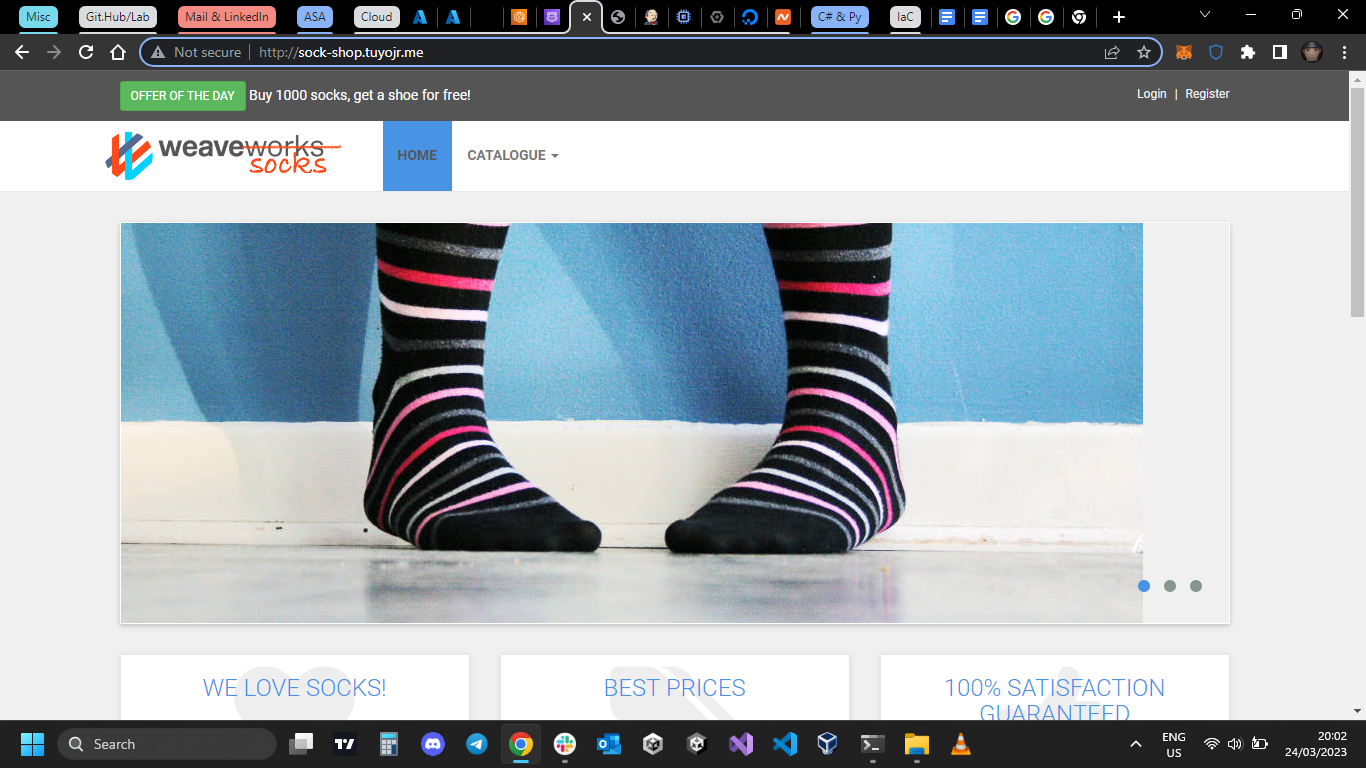 Misc
Git.Hub/Lab
Mail & LinkedIn
ASA
Cloud
C# & Py
IaC
Not secure
http://sock-shop.tuyojr.me
OFFER OF THE DAY Buy 1000 socks, get a shoe for free!
Login | Register
weaveworks
socks
HOME
CATALOGUE
WE LOVE SOCKS!
BEST PRICES
100% SATISFACTION
GUARANTEED
Search
ENG
US
20:02
24/03/2023